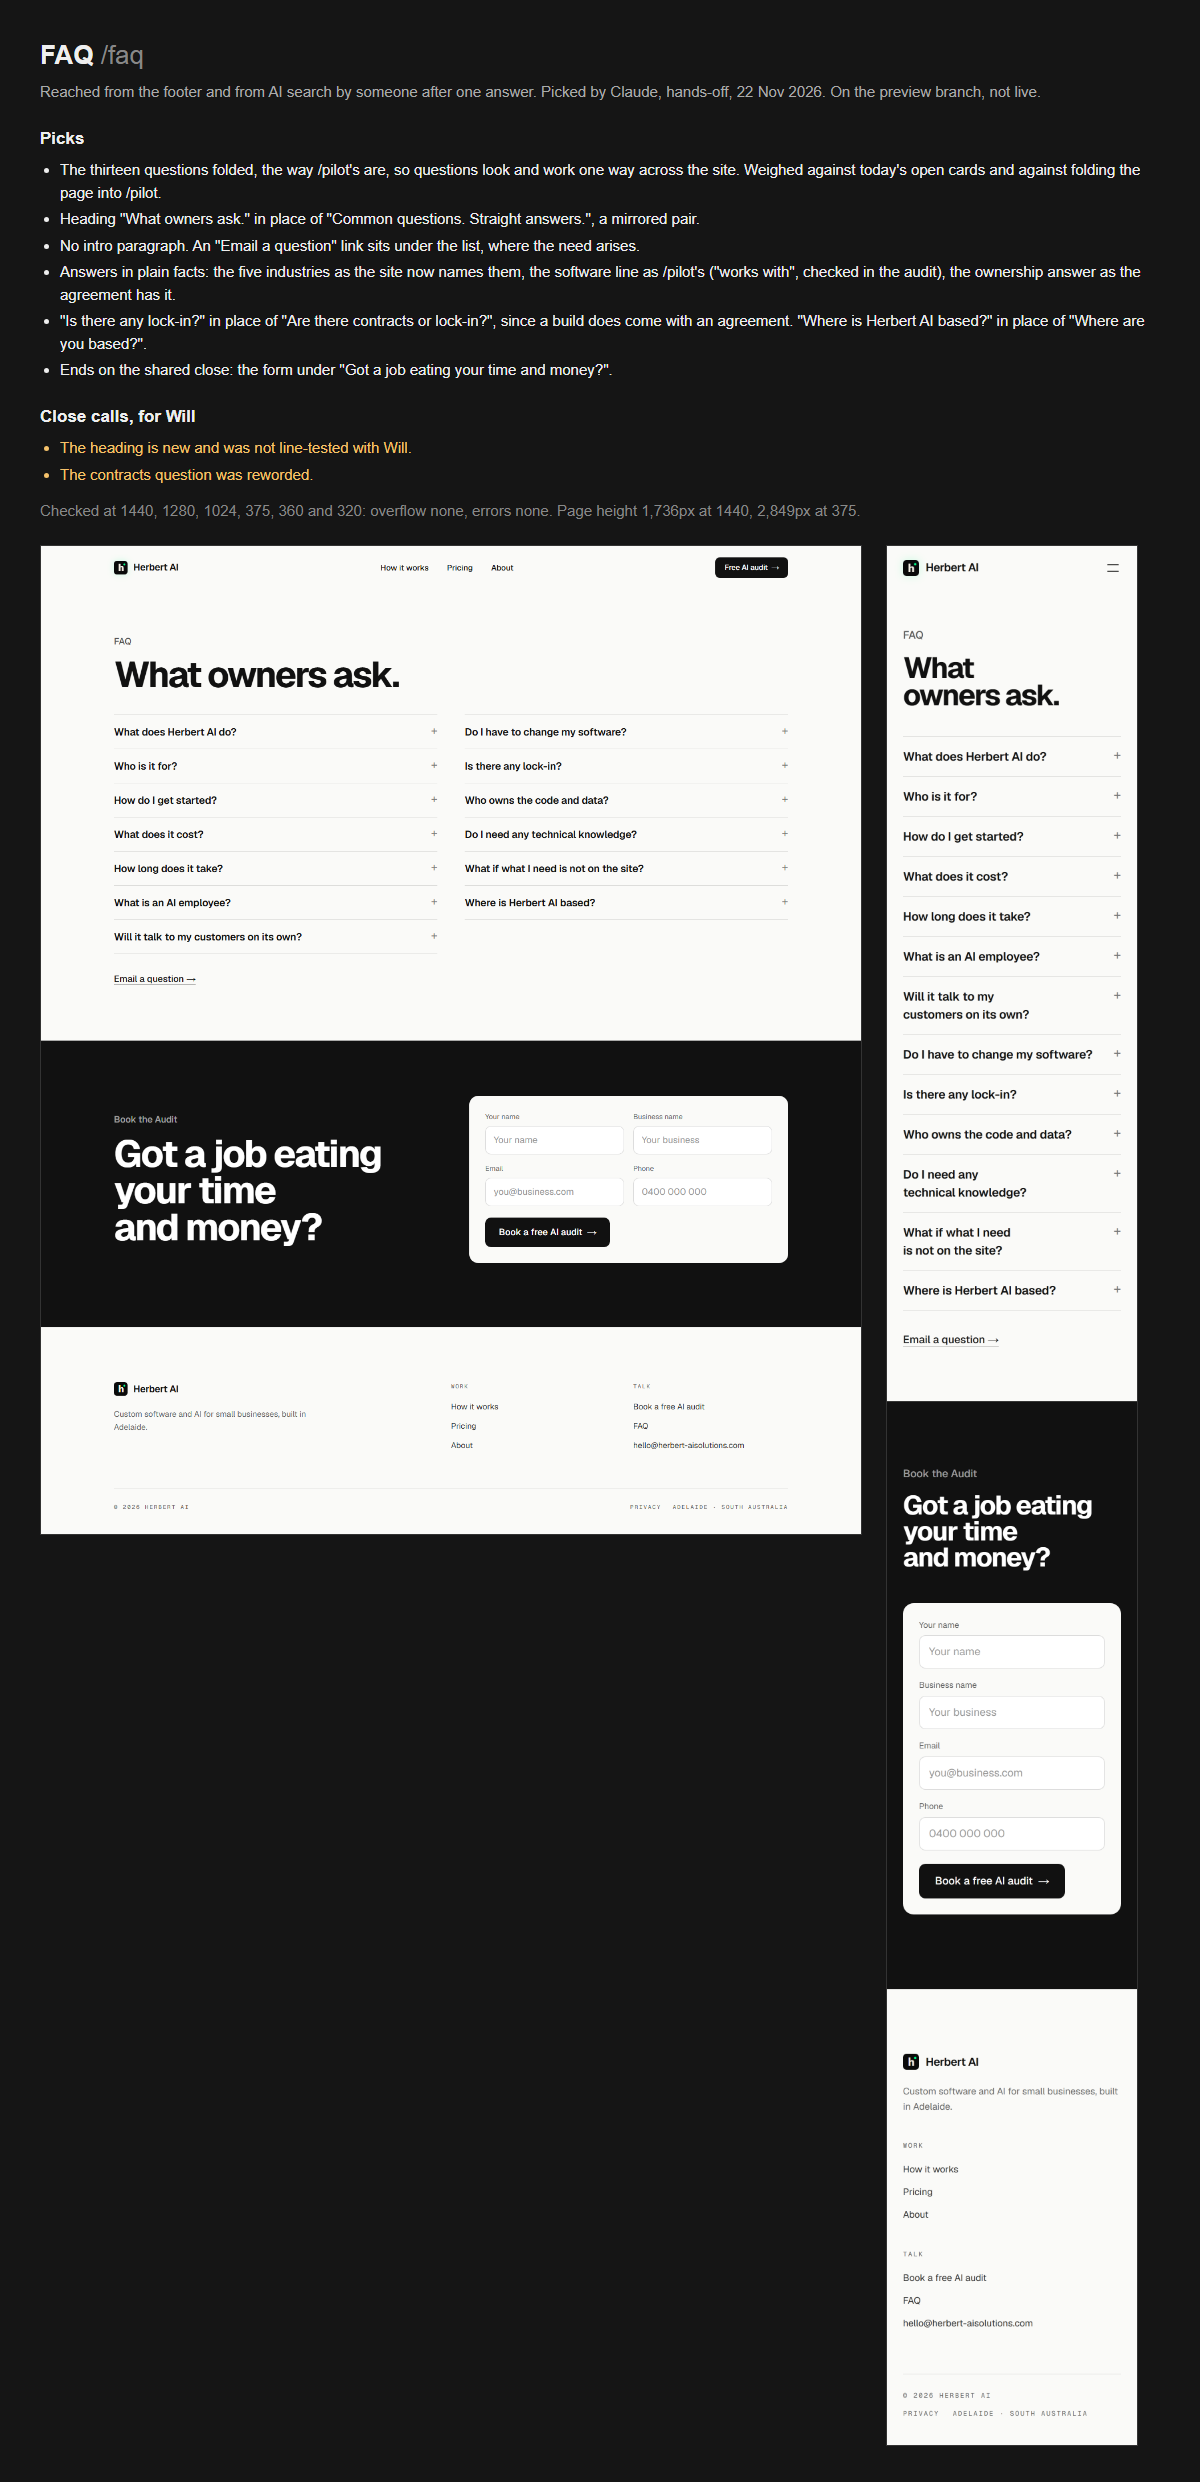 FAQ /faq
Reached from the footer and from AI search by someone after one answer. Picked by Claude, hands-off, 22 Nov 2026. On the preview branch, not live.
Picks
• The thirteen questions folded, the way /pilot's are, so questions look and work one way across the site. Weighed against today's open cards and against folding the
page into /pilot.
• Heading "What owners ask." in place of "Common questions. Straight answers.", a mirrored pair.
• No intro paragraph. An "Email a question" link sits under the list, where the need arises.
• Answers in plain facts: the five industries as the site now names them, the software line as /pilot's ("works with", checked in the audit), the ownership answer as the
agreement has it.
• "Is there any lock-in?" in place of "Are there contracts or lock-in?", since a build does come with an agreement. "Where is Herbert AI based?" in place of "Where are
you based?".
• Ends on the shared close: the form under "Got a job eating your time and money?".
Close calls, for Will
• The heading is new and was not line-tested with Will.
• The contracts question was reworded.
Checked at 1440, 1280, 1024, 375, 360 and 320: overflow none, errors none. Page height 1,736px at 1440, 2,849px at 375.
h Herbert AI
How it works Pricing About
Free AI audit →
FAQ
What owners ask.
What does Herbert AI do? +
Who is it for? +
How do I get started? +
What does it cost? +
How long does it take? +
What is an AI employee? +
Will it talk to my customers on its own? +
Do I have to change my software? +
Is there any lock-in? +
Who owns the code and data? +
Do I need any technical knowledge? +
What if what I need is not on the site? +
Where is Herbert AI based? +
Email a question →
Book the Audit
Got a job eating
your time
and money?
Your name Business name
Your name Your business
Email Phone
you@business.com 0400 000 000
Book a free AI audit →
h Herbert AI
Custom software and AI for small businesses, built in
Adelaide.
WORK
How it works
Pricing
About
TALK
Book a free AI audit
FAQ
hello@herbert-aisolutions.com
© 2026 HERBERT AI
PRIVACY ADELAIDE · SOUTH AUSTRALIA
h Herbert AI
FAQ
What
owners ask.
What does Herbert AI do? +
Who is it for? +
How do I get started? +
What does it cost? +
How long does it take? +
What is an AI employee? +
Will it talk to my +
customers on its own?
Do I have to change my software? +
Is there any lock-in? +
Who owns the code and data? +
Do I need any +
technical knowledge?
What if what I need +
is not on the site?
Where is Herbert AI based? +
Email a question →
Book the Audit
Got a job eating
your time
and money?
Your name
Your name
Business name
Your business
Email
you@business.com
Phone
0400 000 000
Book a free AI audit →
h Herbert AI
Custom software and AI for small businesses, built
in Adelaide.
WORK
How it works
Pricing
About
TALK
Book a free AI audit
FAQ
hello@herbert-aisolutions.com
© 2026 HERBERT AI
PRIVACY ADELAIDE · SOUTH AUSTRALIA